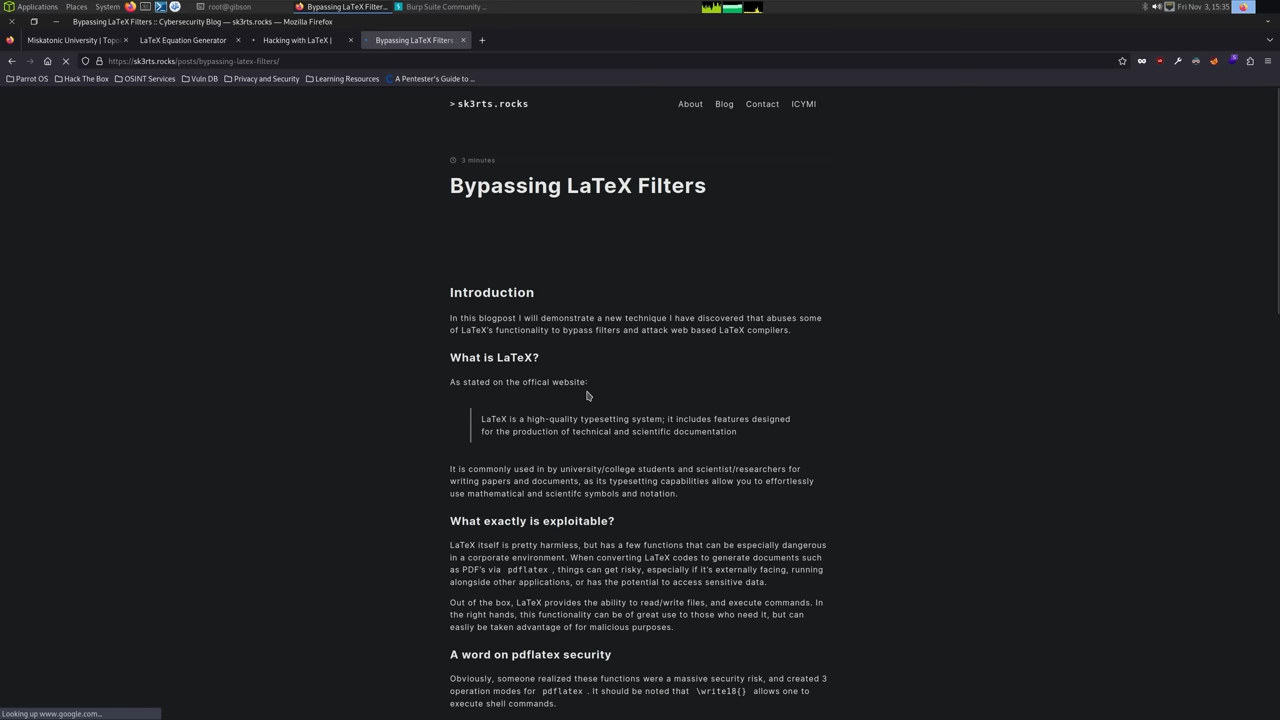 Applications Places System root@gibson Bypassing LaTeX Filter... Burp Suite Community ... Fri Nov 3, 15:35
Bypassing LaTeX Filters :: Cybersecurity Blog — sk3rts.rocks — Mozilla Firefox
Miskatonic University | Topo LaTeX Equation Generator Hacking with LaTeX | Bypassing LaTeX Filters
https://sk3rts.rocks/posts/bypassing-latex-filters/
Parrot OS Hack The Box OSINT Services Vuln DB Privacy and Security Learning Resources A Pentester's Guide to ...
> sk3rts.rocks About Blog Contact ICYMI
3 minutes
Bypassing LaTeX Filters
Introduction
In this blogpost I will demonstrate a new technique I have discovered that abuses some
of LaTeX's functionality to bypass filters and attack web based LaTeX compilers.
What is LaTeX?
As stated on the offical website:
LaTeX is a high-quality typesetting system; it includes features designed
for the production of technical and scientific documentation
It is commonly used in by university/college students and scientist/researchers for
writing papers and documents, as its typesetting capabilities allow you to effortlessly
use mathematical and scientifc symbols and notation.
What exactly is exploitable?
LaTeX itself is pretty harmless, but has a few functions that can be especially dangerous
in a corporate environment. When converting LaTeX codes to generate documents such
as PDF's via pdflatex , things can get risky, especially if it's externally facing, running
alongside other applications, or has the potential to access sensitive data.
Out of the box, LaTeX provides the ability to read/write files, and execute commands. In
the right hands, this functionality can be of great use to those who need it, but can
easliy be taken advantage of for malicious purposes.
A word on pdflatex security
Obviously, someone realized these functions were a massive security risk, and created 3
operation modes for pdflatex . It should be noted that \write18{} allows one to
execute shell commands.
Looking up www.google.com...